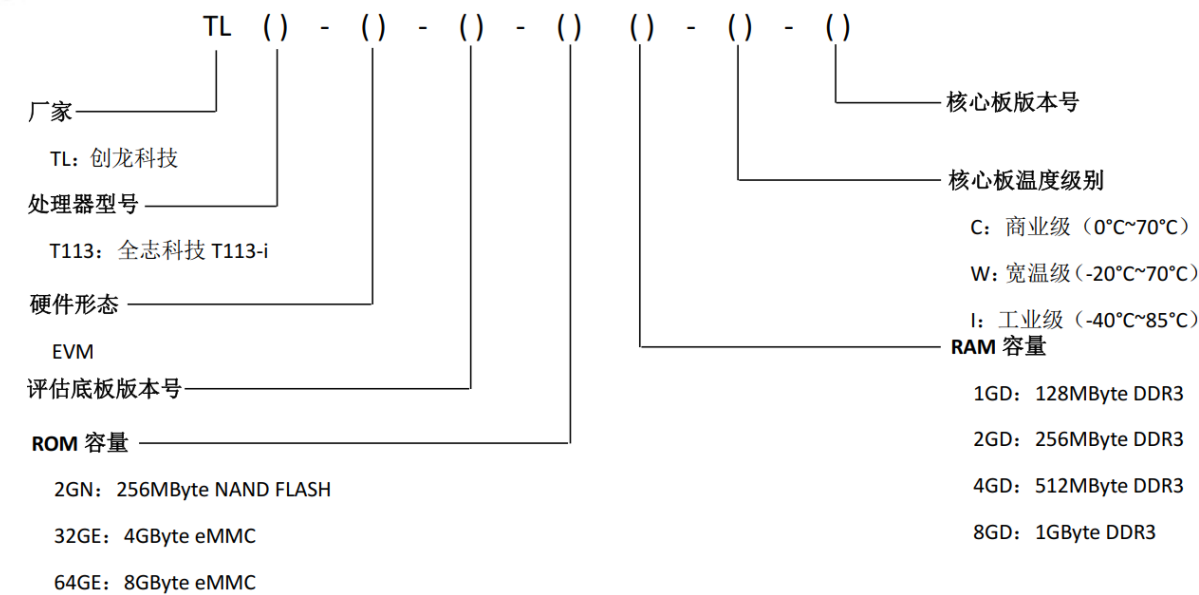 TL () - () - () - () () - () - ()
厂家
TL：创龙科技
处理器型号
T113：全志科技 T113-i
硬件形态
EVM
评估底板版本号
ROM 容量
2GN：256MByte NAND FLASH
32GE：4GByte eMMC
64GE：8GByte eMMC
核心板版本号
核心板温度级别
C：商业级（0°C~70°C）
W：宽温级（-20°C~70°C）
I：工业级（-40°C~85°C）
RAM 容量
1GD：128MByte DDR3
2GD：256MByte DDR3
4GD：512MByte DDR3
8GD：1GByte DDR3